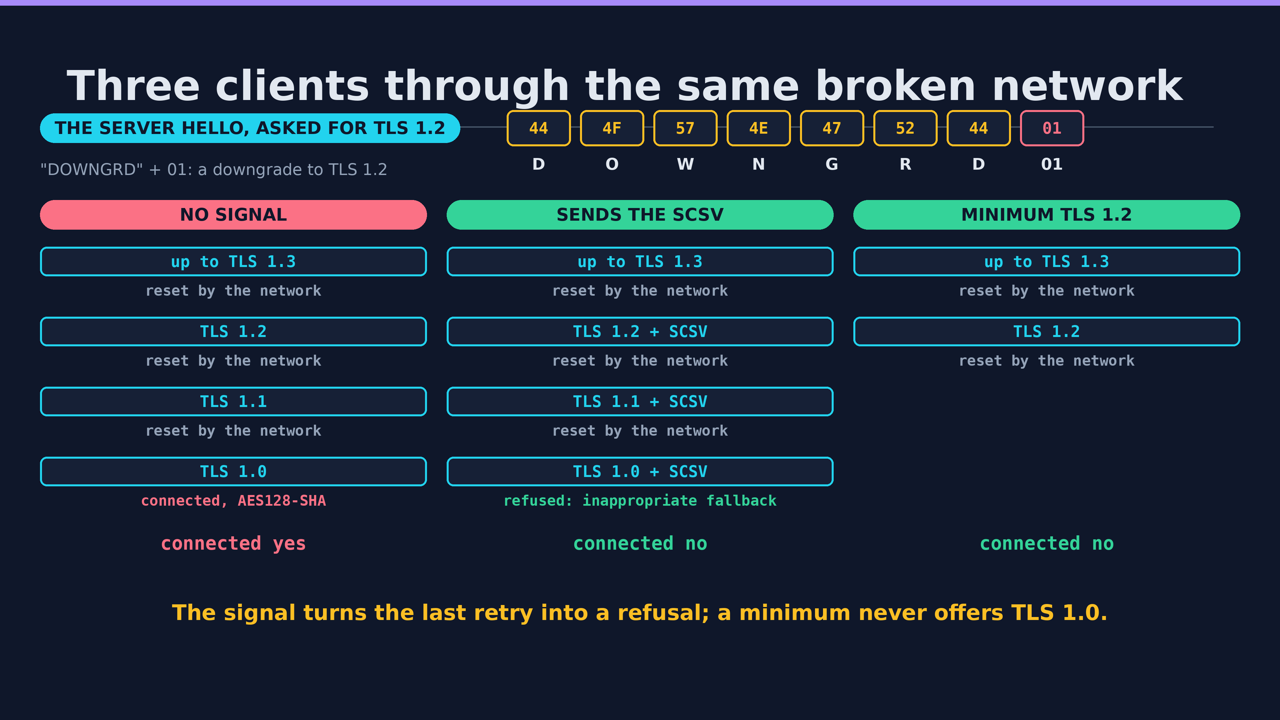 Three clients through the same broken network
THE SERVER HELLO, ASKED FOR TLS 1.2
44 4F 57 4E 47 52 44 01
"DOWNGRD" + 01: a downgrade to TLS 1.2
D O W N G R D 01
NO SIGNAL
up to TLS 1.3
reset by the network
TLS 1.2
reset by the network
TLS 1.1
reset by the network
TLS 1.0
connected, AES128-SHA
connected yes
SENDS THE SCSV
up to TLS 1.3
reset by the network
TLS 1.2 + SCSV
reset by the network
TLS 1.1 + SCSV
reset by the network
TLS 1.0 + SCSV
refused: inappropriate fallback
connected no
MINIMUM TLS 1.2
up to TLS 1.3
reset by the network
TLS 1.2
reset by the network
connected no
The signal turns the last retry into a refusal; a minimum never offers TLS 1.0.